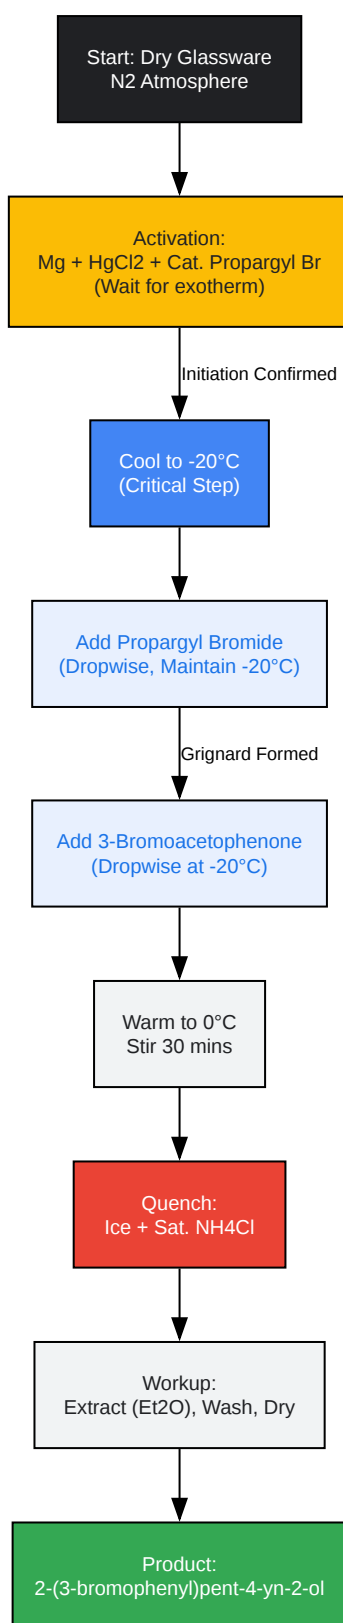 Start: Dry Glassware
N2 Atmosphere
Activation:
Mg + HgCl2 + Cat. Propargyl Br
(Wait for exotherm)
Initiation Confirmed
Cool to -20°C
(Critical Step)
Add Propargyl Bromide
(Dropwise, Maintain -20°C)
Grignard Formed
Add 3-Bromoacetophenone
(Dropwise at -20°C)
Warm to 0°C
Stir 30 mins
Quench:
Ice + Sat. NH4Cl
Workup:
Extract (Et2O), Wash, Dry
Product:
2-(3-bromophenyl)pent-4-yn-2-ol